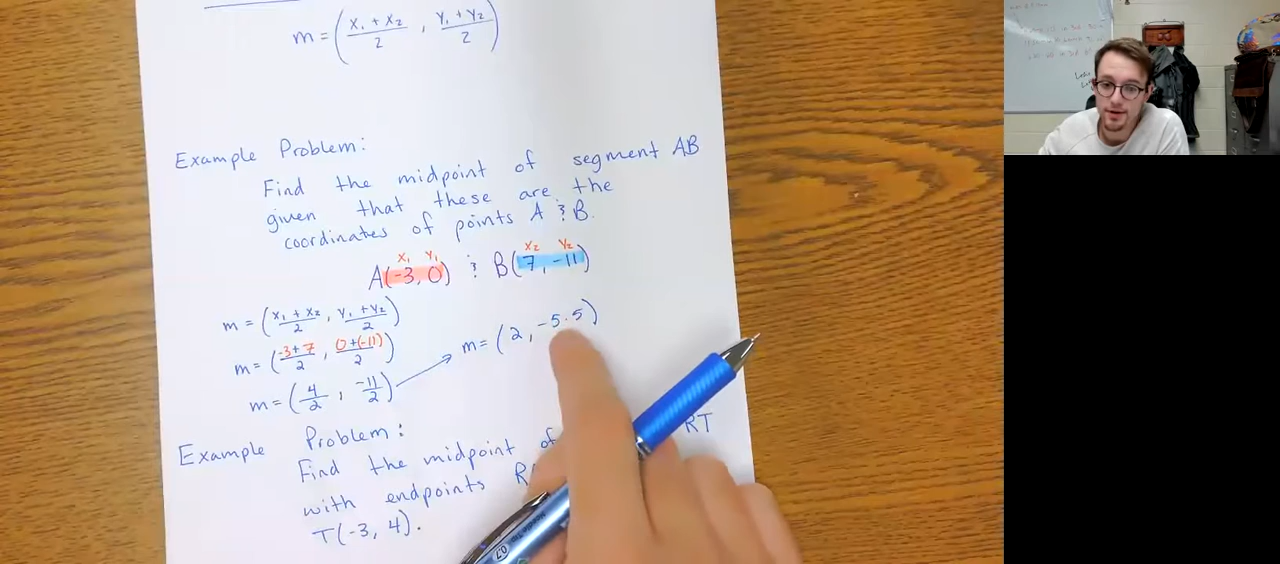 m = (x₁ + x₂ / 2 , y₁ + y₂ / 2)
Example Problem:
Find the midpoint of segment AB
given that these are the
coordinates of points A & B.
x₁ y₁ x₂ y₂
A(-3, 0) & B(7, -11)
m = (x₁ + x₂ / 2 , y₁ + y₂ / 2)
m = (-3+7 / 2 , 0+(-11) / 2)
m = (4 / 2 , -11 / 2)
m = (2, -5.5)
Example Problem:
Find the midpoint of RT
with endpoints
T(-3, 4).
0.7